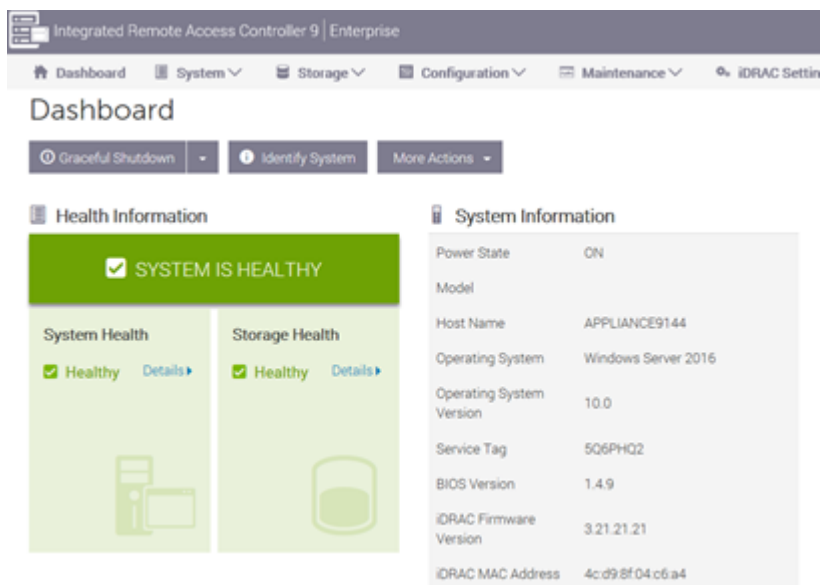 Integrated Remote Access Controller 9 | Enterprise
Dashboard System Storage Configuration Maintenance iDRAC Settin
Dashboard
Graceful Shutdown Identify System More Actions
Health Information
SYSTEM IS HEALTHY
System Health Storage Health
Healthy Details Healthy Details
System Information
Power State ON
Model
Host Name APPLIANCE9144
Operating System Windows Server 2016
Operating System
Version 10.0
Service Tag 5Q6PHQ2
BIOS Version 1.4.9
iDRAC Firmware
Version 3.21.21.21
iDRAC MAC Address 4c:d9:8f:04:c6:a4